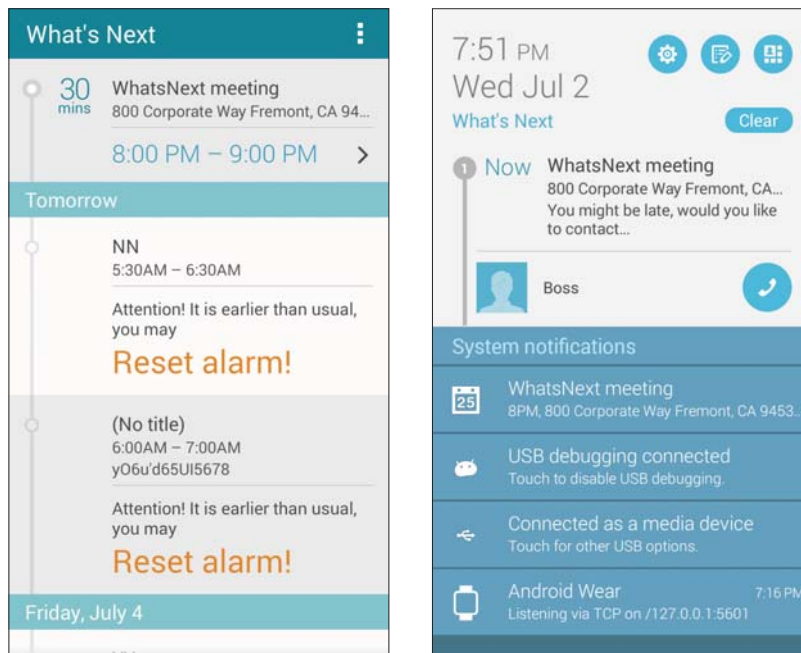 What's Next
30
mins
WhatsNext meeting
800 Corporate Way Fremont, CA 94...
8:00 PM – 9:00 PM
Tomorrow
NN
5:30AM – 6:30AM
Attention! It is earlier than usual,
you may
Reset alarm!
(No title)
6:00AM – 7:00AM
yO6u'd65UI5678
Attention! It is earlier than usual,
you may
Reset alarm!
Friday, July 4
7:51 PM
Wed Jul 2
What's Next
Clear
1
Now
WhatsNext meeting
800 Corporate Way Fremont, CA...
You might be late, would you like
to contact...
Boss
System notifications
25
WhatsNext meeting
8PM, 800 Corporate Way Fremont, CA 9453...
USB debugging connected
Touch to disable USB debugging.
Connected as a media device
Touch for other USB options.
Android Wear
7:16 PM
Listening via TCP on /127.0.0.1:5601